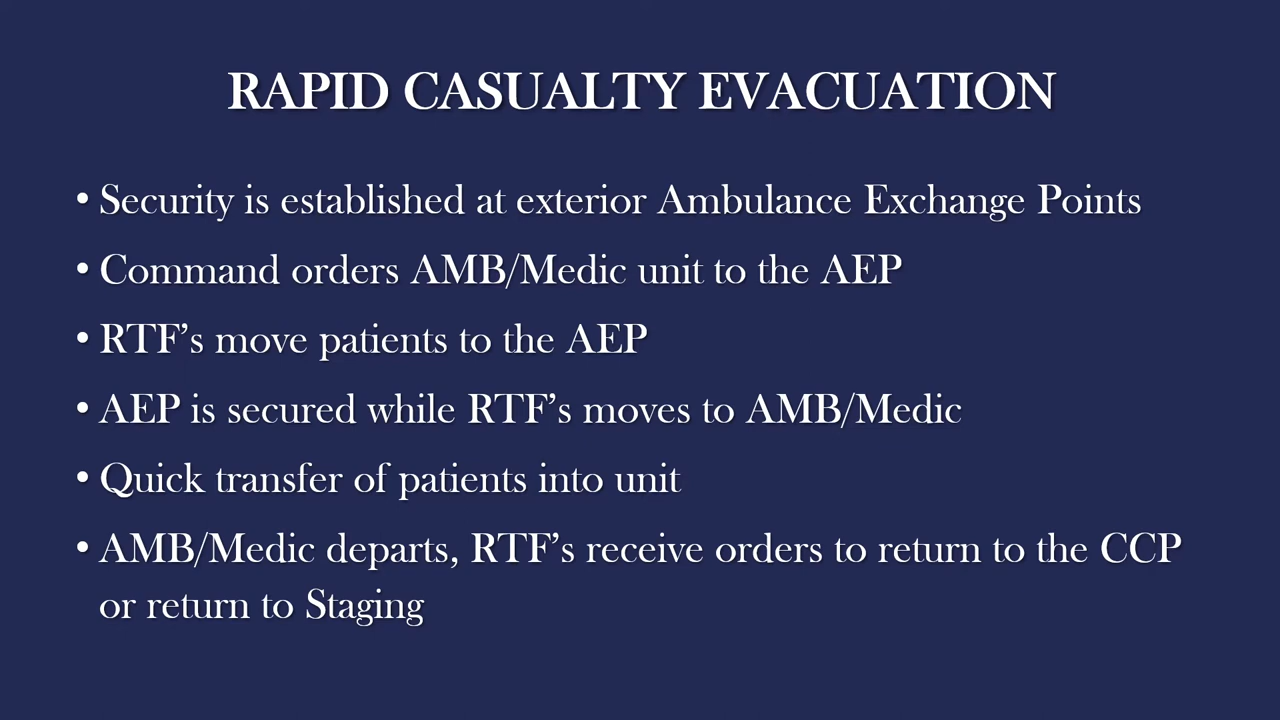 RAPID CASUALTY EVACUATION
• Security is established at exterior Ambulance Exchange Points
• Command orders AMB/Medic unit to the AEP
• RTF’s move patients to the AEP
• AEP is secured while RTF’s moves to AMB/Medic
• Quick transfer of patients into unit
• AMB/Medic departs, RTF’s receive orders to return to the CCP
or return to Staging